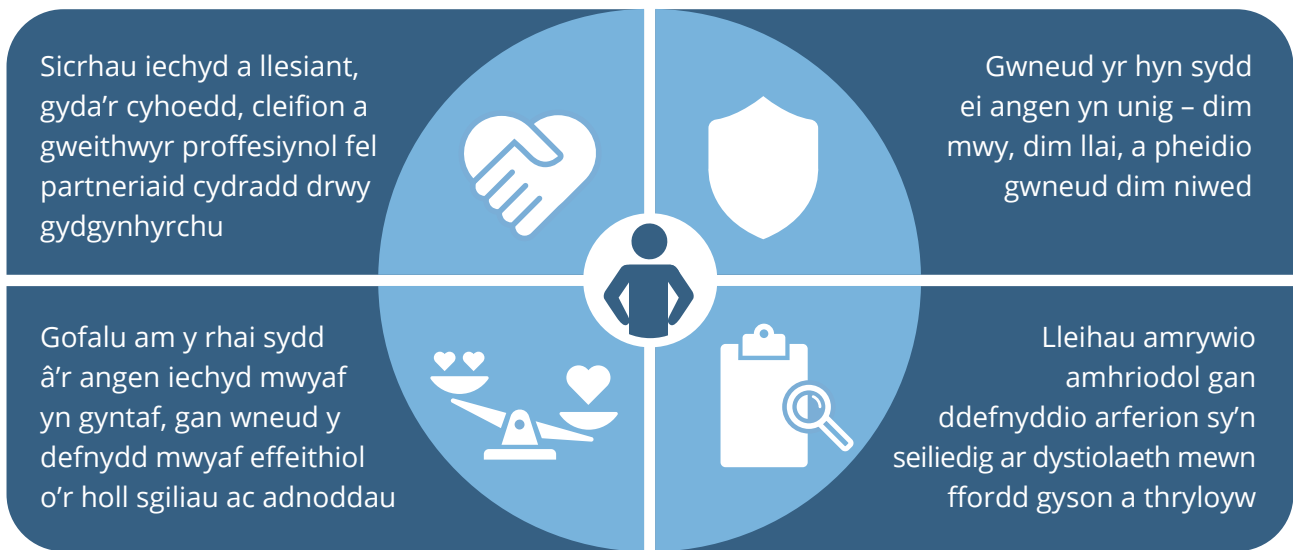 Sicrhau iechyd a llesiant,
gyda'r cyhoedd, cleifion a
gweithwyr proffesiynol fel
partneriaid cydradd drwy
gydgynhyrchu
Gwneud yr hyn sydd
ei angen yn unig – dim
mwy, dim llai, a pheidio
gwneud dim niwed
Gofalu am y rhai sydd
â'r angen iechyd mwyaf
yn gyntaf, gan wneud y
defnydd mwyaf effeithiol
o'r holl sgiliau ac adnoddau
Lleihau amrywio
amhriodol gan
ddefnyddio arferion sy'n
seiliedig ar dystiolaeth mewn
ffordd gyson a thryloyw